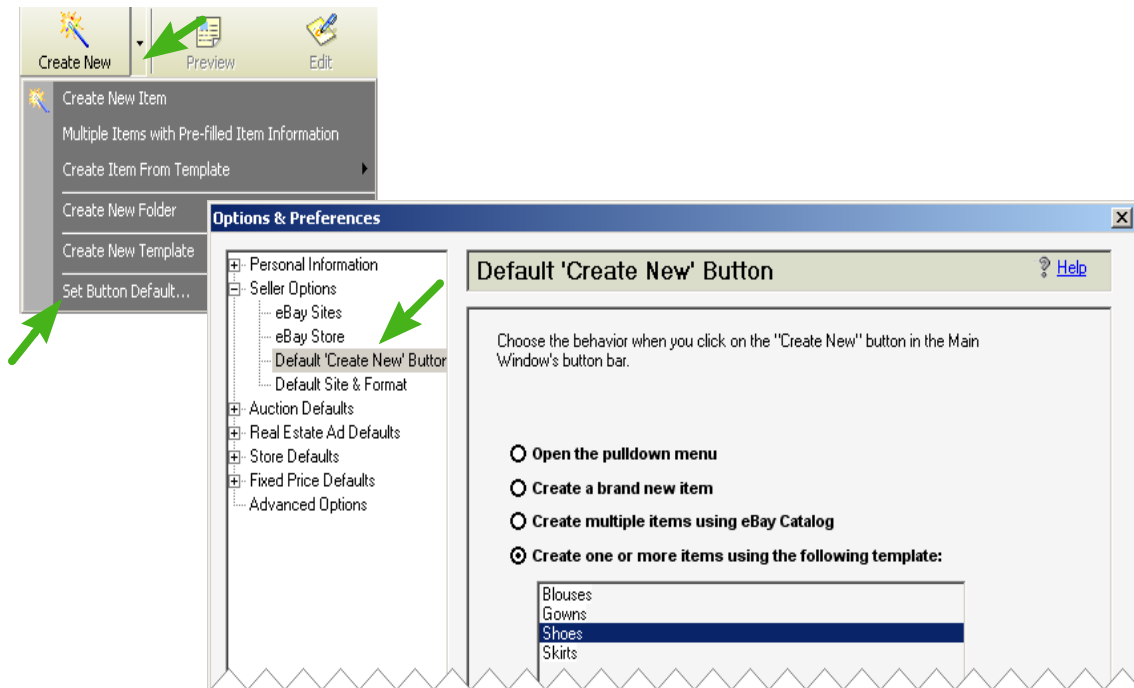 Create New
Preview
Edit
Create New Item
Multiple Items with Pre-filled Item Information
Create Item From Template
Create New Folder
Create New Template
Set Button Default...
Options & Preferences
Personal Information
Seller Options
eBay Sites
eBay Store
Default 'Create New' Button
Default Site & Format
Auction Defaults
Real Estate Ad Defaults
Store Defaults
Fixed Price Defaults
Advanced Options
Default 'Create New' Button
? Help
Choose the behavior when you click on the "Create New" button in the Main
Window's button bar.
Open the pulldown menu
Create a brand new item
Create multiple items using eBay Catalog
Create one or more items using the following template:
Blouses
Gowns
Shoes
Skirts